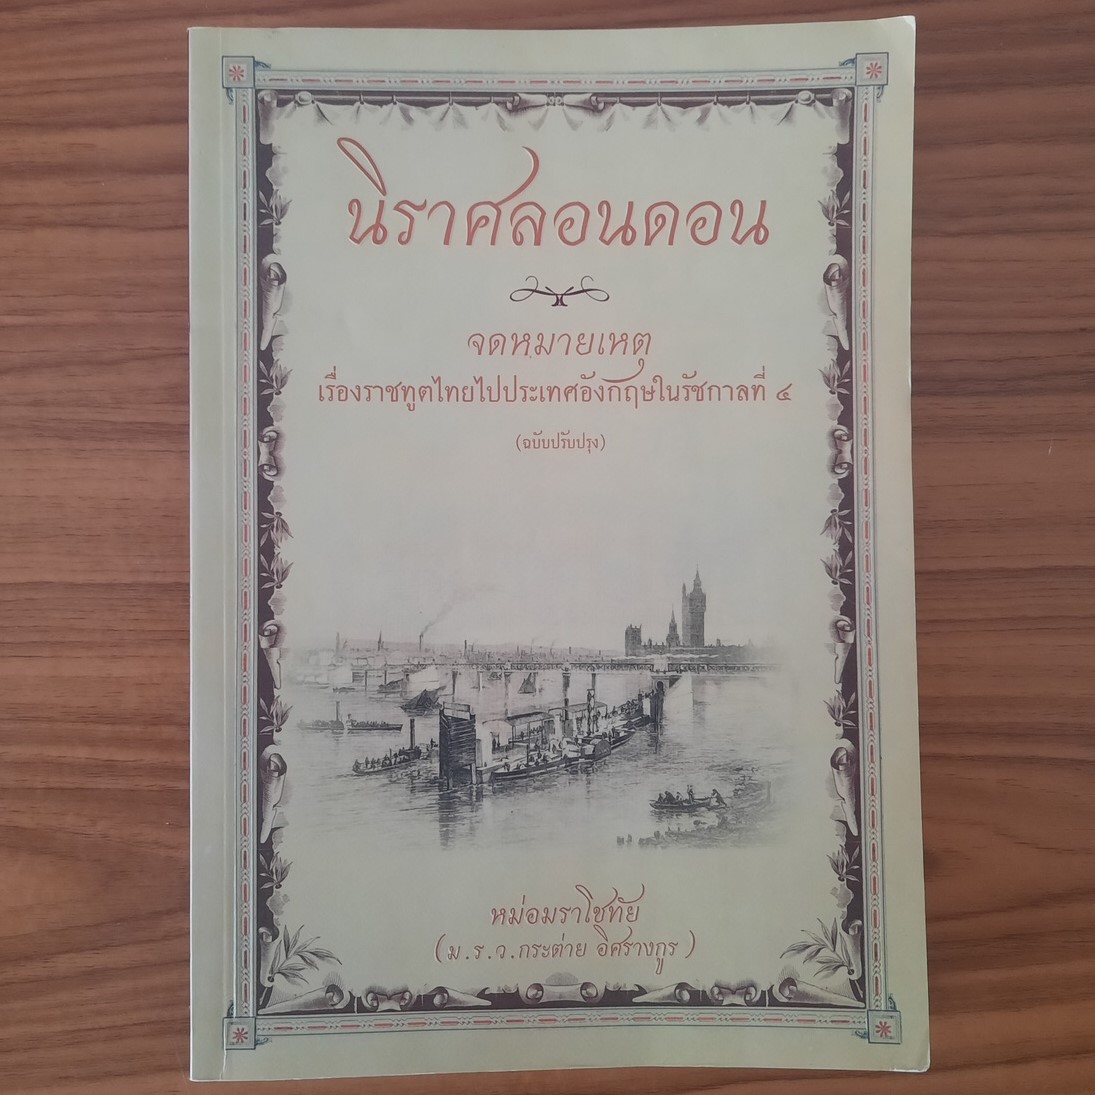 นิราศลอนดอน
จดหมายเหตุ
เรื่องราชทูตไทยไปประเทศอังกฤษในรัชกาลที่ ๔
(ฉบับปรับปรุง)
หม่อมราโชทัย
(ม.ร.ว.กระต่าย อิศรางกูร)